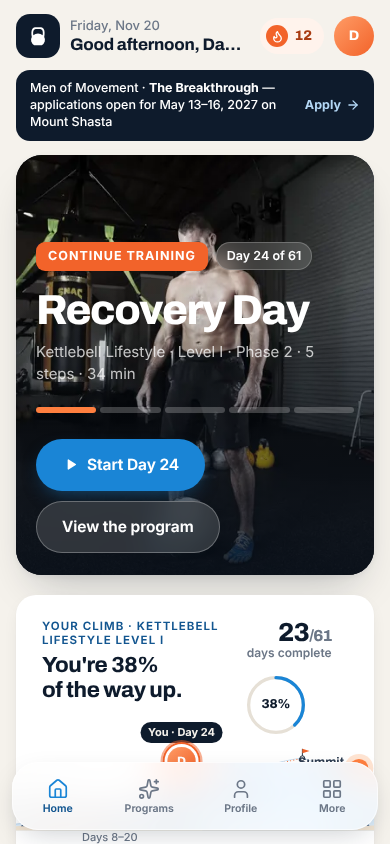 Friday, Nov 20
Good afternoon, Da...
12
D
Men of Movement · The Breakthrough —
applications open for May 13–16, 2027 on
Mount Shasta
Apply →
SNAC
CONTINUE TRAINING
Day 24 of 61
Recovery Day
Kettlebell Lifestyle · Level I · Phase 2 · 5
steps · 34 min
Start Day 24
View the program
YOUR CLIMB · KETTLEBELL
LIFESTYLE LEVEL I
23/61
days complete
You're 38%
of the way up.
38%
You · Day 24
D
Summit
Home
Programs
Profile
More
Days 8–20